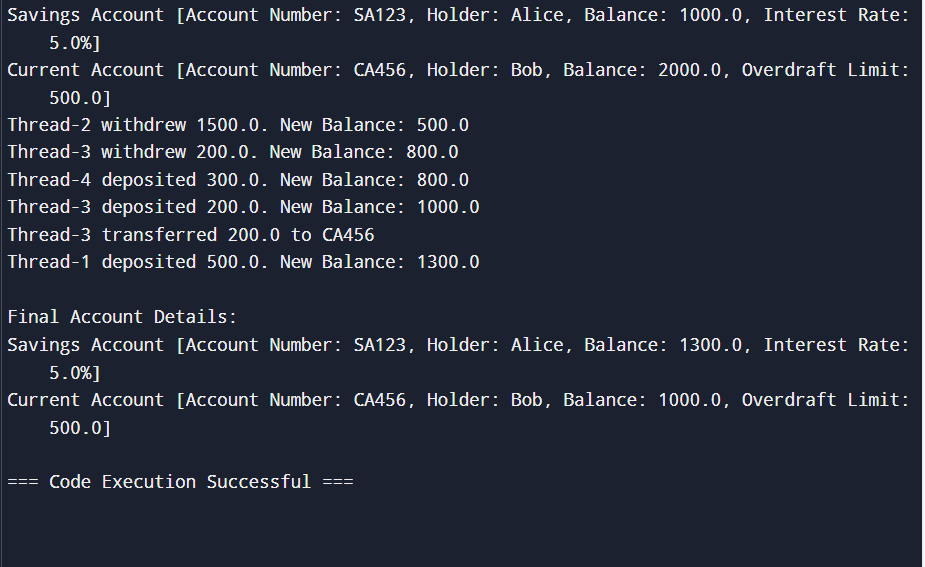 Savings Account [Account Number: SA123, Holder: Alice, Balance: 1000.0, Interest Rate:
5.0%]
Current Account [Account Number: CA456, Holder: Bob, Balance: 2000.0, Overdraft Limit:
500.0]
Thread-2 withdrew 1500.0. New Balance: 500.0
Thread-3 withdrew 200.0. New Balance: 800.0
Thread-4 deposited 300.0. New Balance: 800.0
Thread-3 deposited 200.0. New Balance: 1000.0
Thread-3 transferred 200.0 to CA456
Thread-1 deposited 500.0. New Balance: 1300.0
Final Account Details:
Savings Account [Account Number: SA123, Holder: Alice, Balance: 1300.0, Interest Rate:
5.0%]
Current Account [Account Number: CA456, Holder: Bob, Balance: 1000.0, Overdraft Limit:
500.0]
=== Code Execution Successful ===